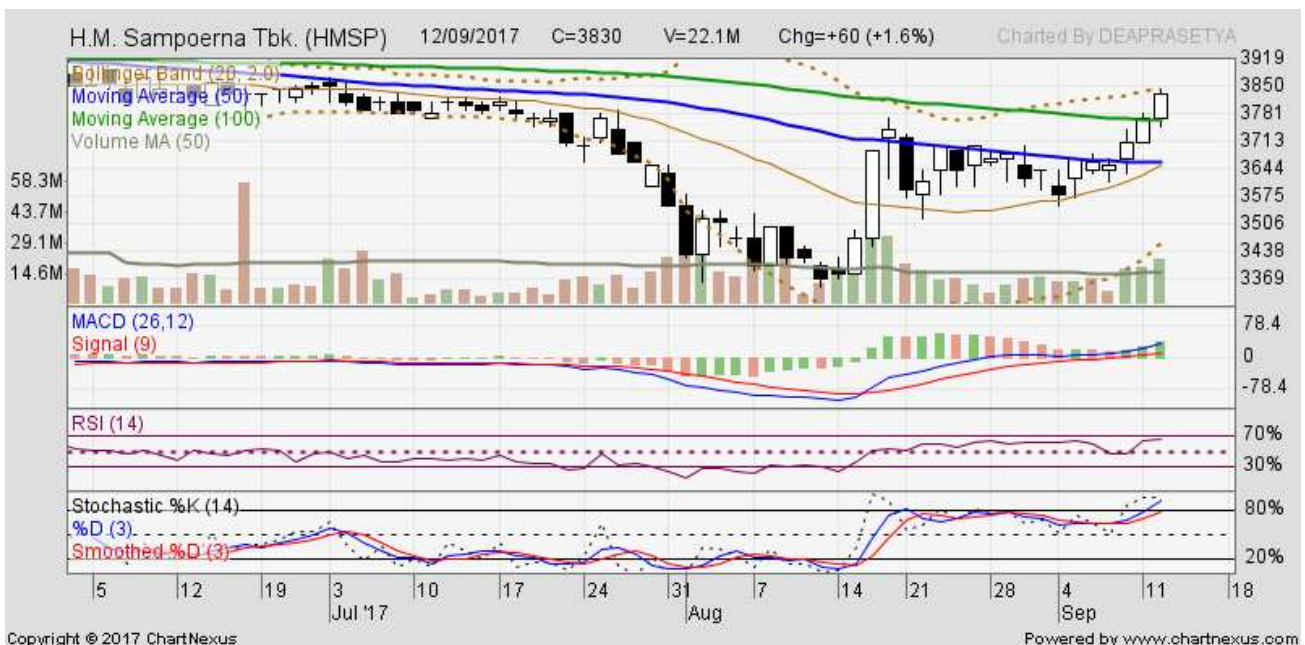 H.M. Sampoerna Tbk. (HMSP) 12/09/2017 C=3830 V=22.1M Chg=+60 (+1.6%) Charted By DEAPRASETYA
Bollinger Band (20, 2.0)
Moving Average (50)
Moving Average (100)
Volume MA (50)
3919
3850
3781
3713
3644
3575
3506
3438
3369
58.3M
43.7M
29.1M
14.6M
MACD (26,12)
Signal (9)
78.4
0
-78.4
RSI (14)
70%
30%
Stochastic %K (14)
%D (3)
Smoothed %D (3)
80%
20%
5 12 19 3 10 17 24 31 7 14 21 28 4 11 18
Jul '17 Aug Sep
Copyright © 2017 ChartNexus Powered by www.chartnexus.com